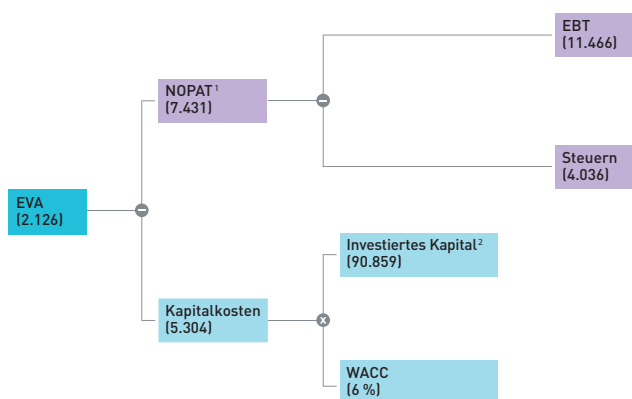 EBT
(11.466)
NOPAT¹
(7.431)
–
Steuern
(4.036)
EVA
(2.126)
–
Investiertes Kapital²
(90.859)
Kapitalkosten
(5.304)
x
WACC
(6 %)